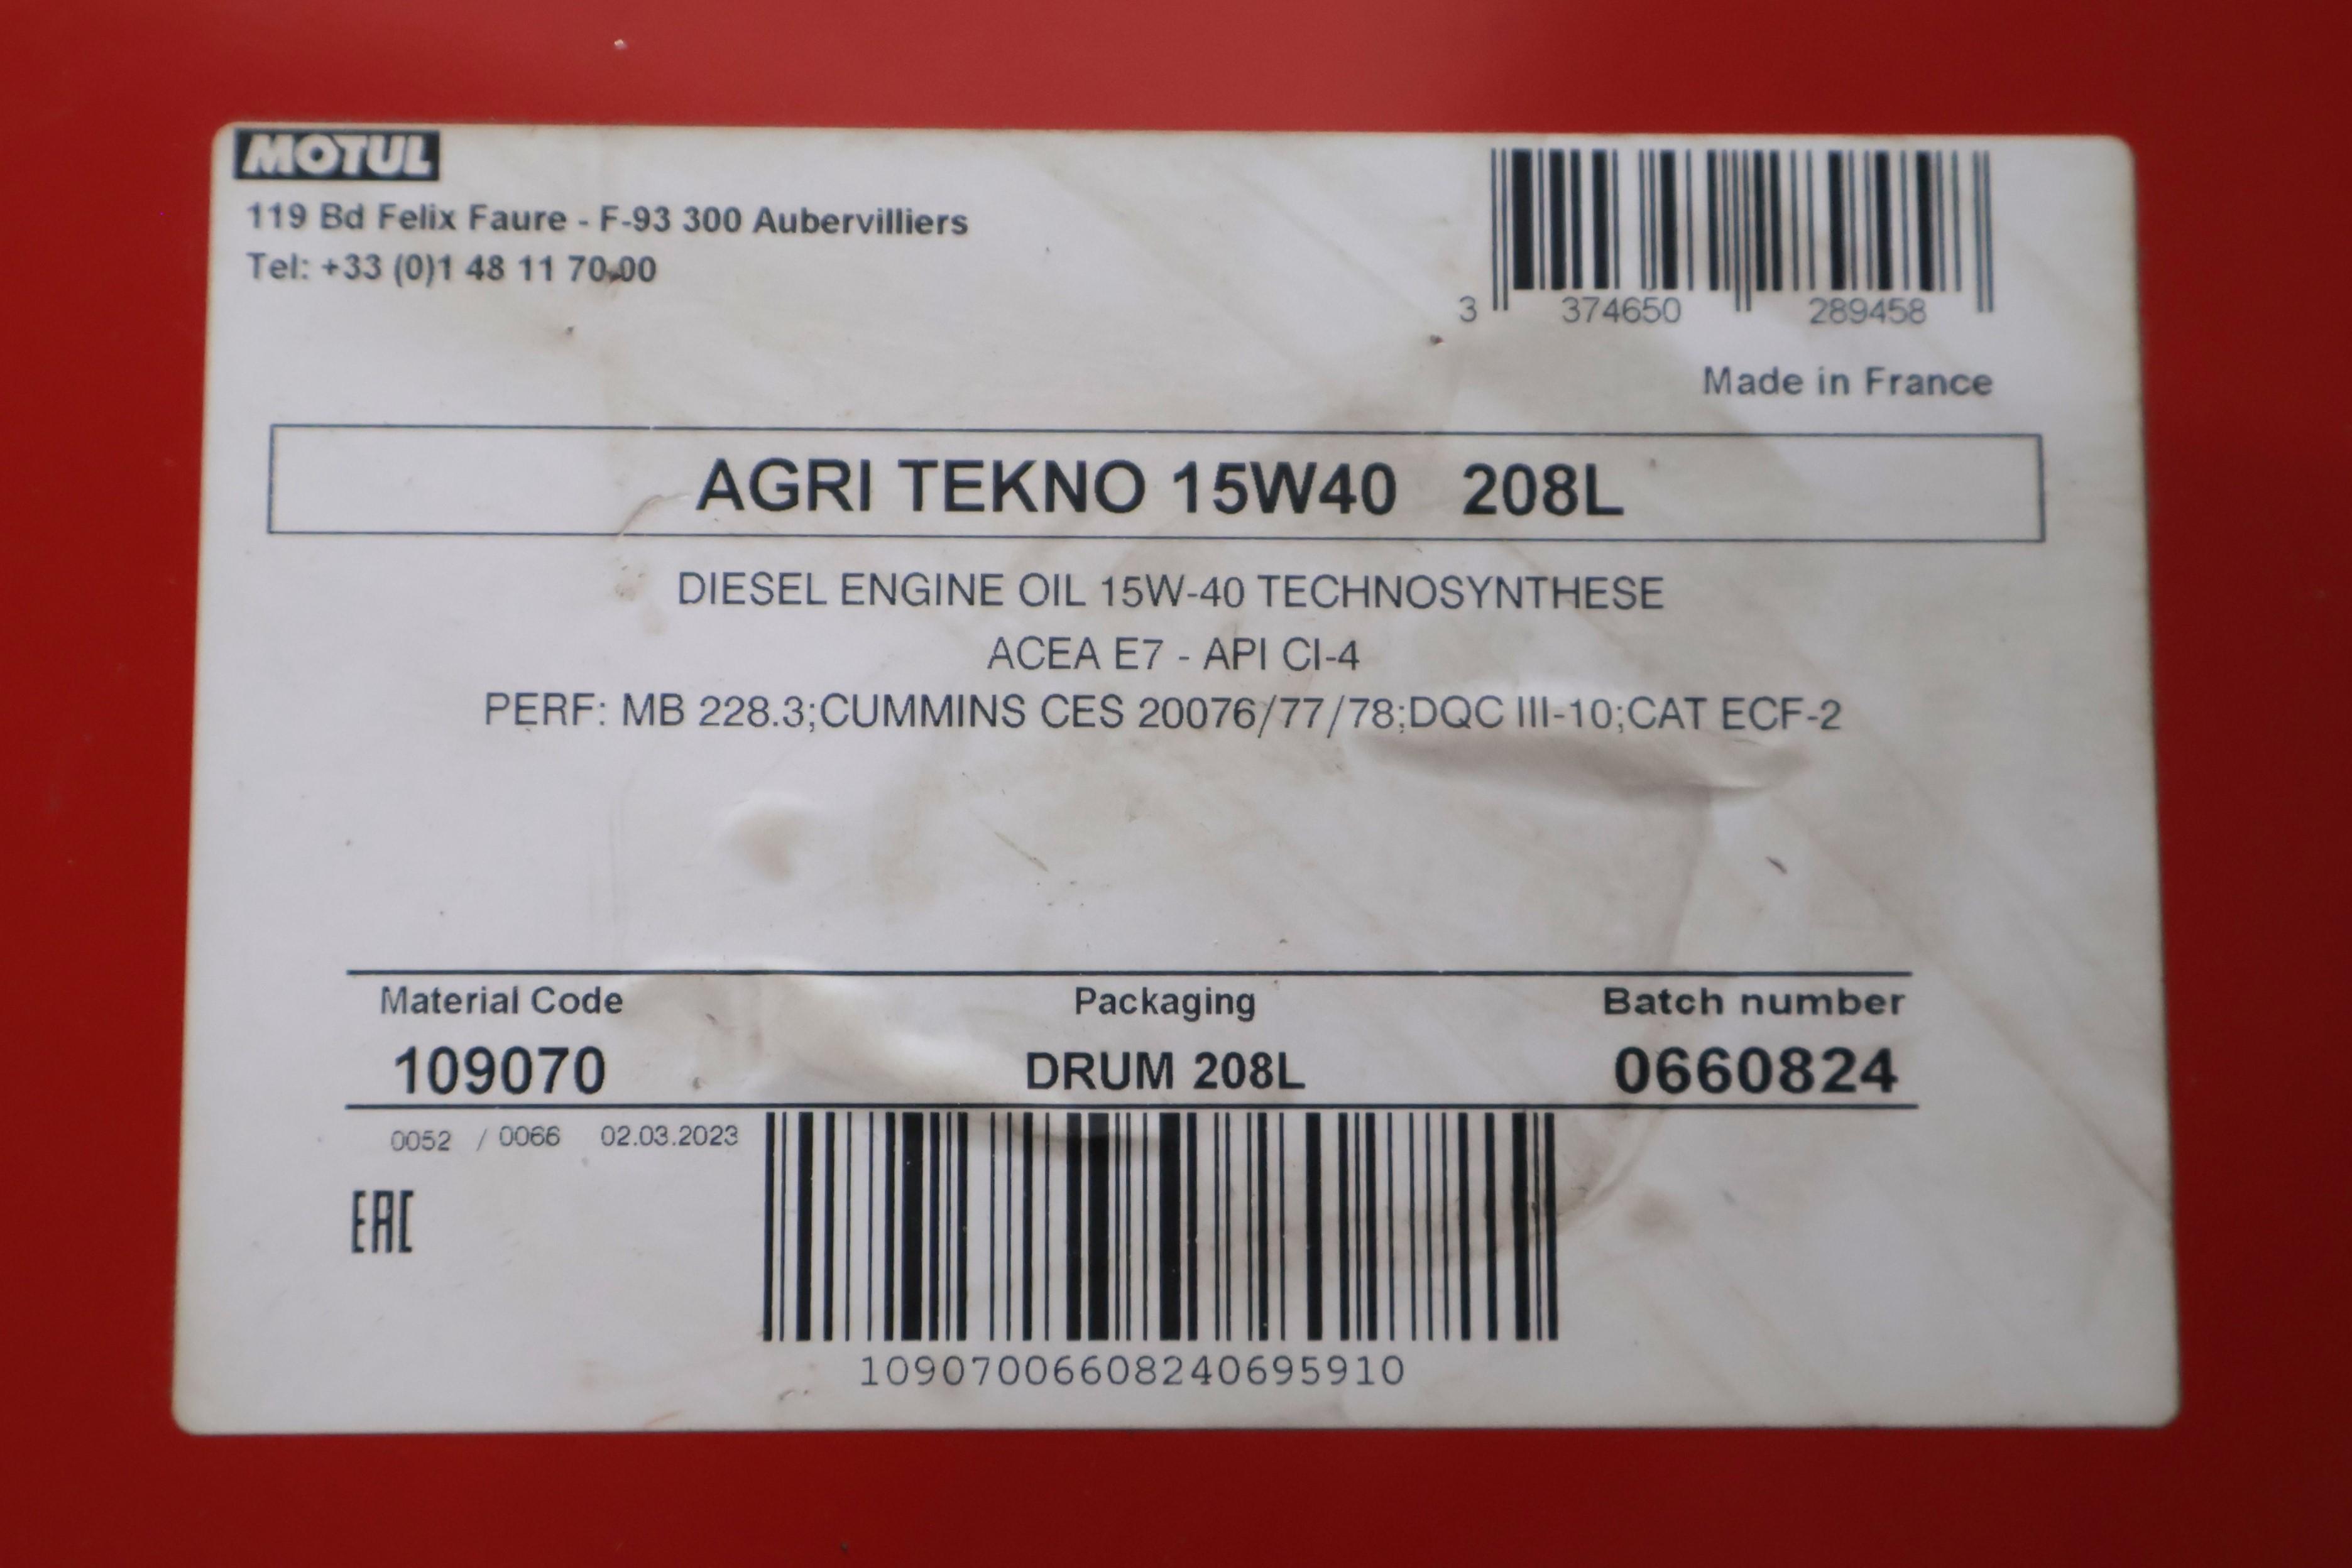 MOTUL
119 Bd Felix Faure - F-93 300 Aubervilliers
Tel: +33 (0)1 48 11 70 00
3 374650 289458
Made in France
AGRI TEKNO 15W40 208L
DIESEL ENGINE OIL 15W-40 TECHNOSYNTHESE
ACEA E7 - API CI-4
PERF: MB 228.3;CUMMINS CES 20076/77/78;DQC III-10;CAT ECF-2
Material Code Packaging Batch number
109070 DRUM 208L 0660824
0052 / 0066 02.03.2023
EAC
10907006608240695910